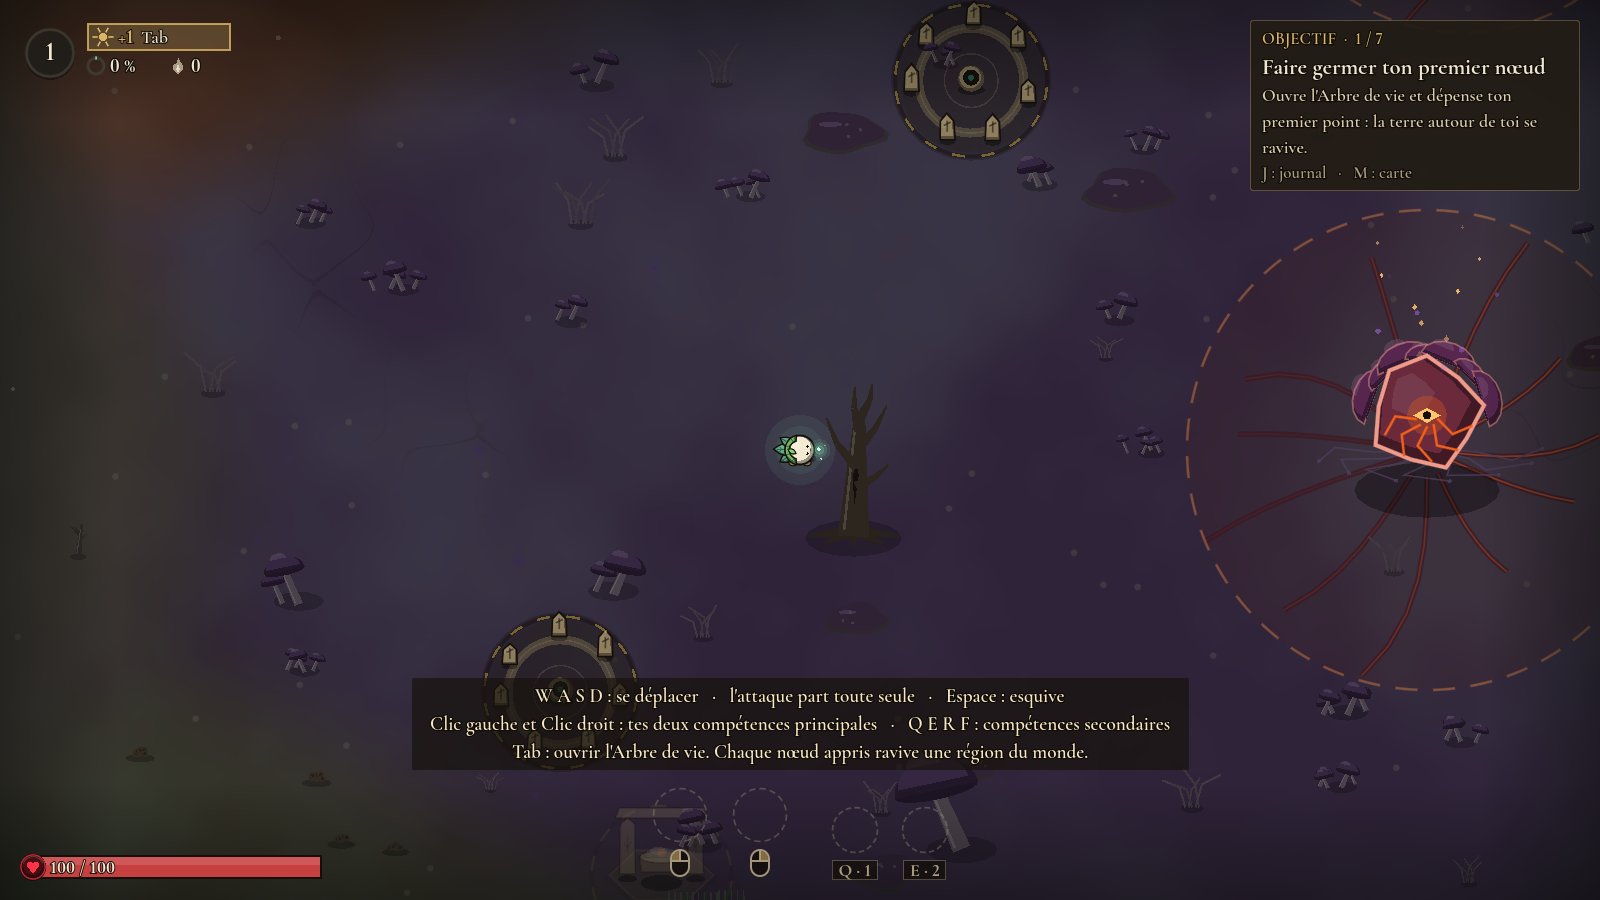 1
+1 Tab
0 %
0
OBJECTIF · 1 / 7
Faire germer ton premier nœud
Ouvre l'Arbre de vie et dépense ton
premier point : la terre autour de toi se
ravive.
J : journal · M : carte
W A S D : se déplacer · l'attaque part toute seule · Espace : esquive
Clic gauche et Clic droit : tes deux compétences principales · Q E R F : compétences secondaires
Tab : ouvrir l'Arbre de vie. Chaque nœud appris ravive une région du monde.
Q · 1
E · 2
100 / 100